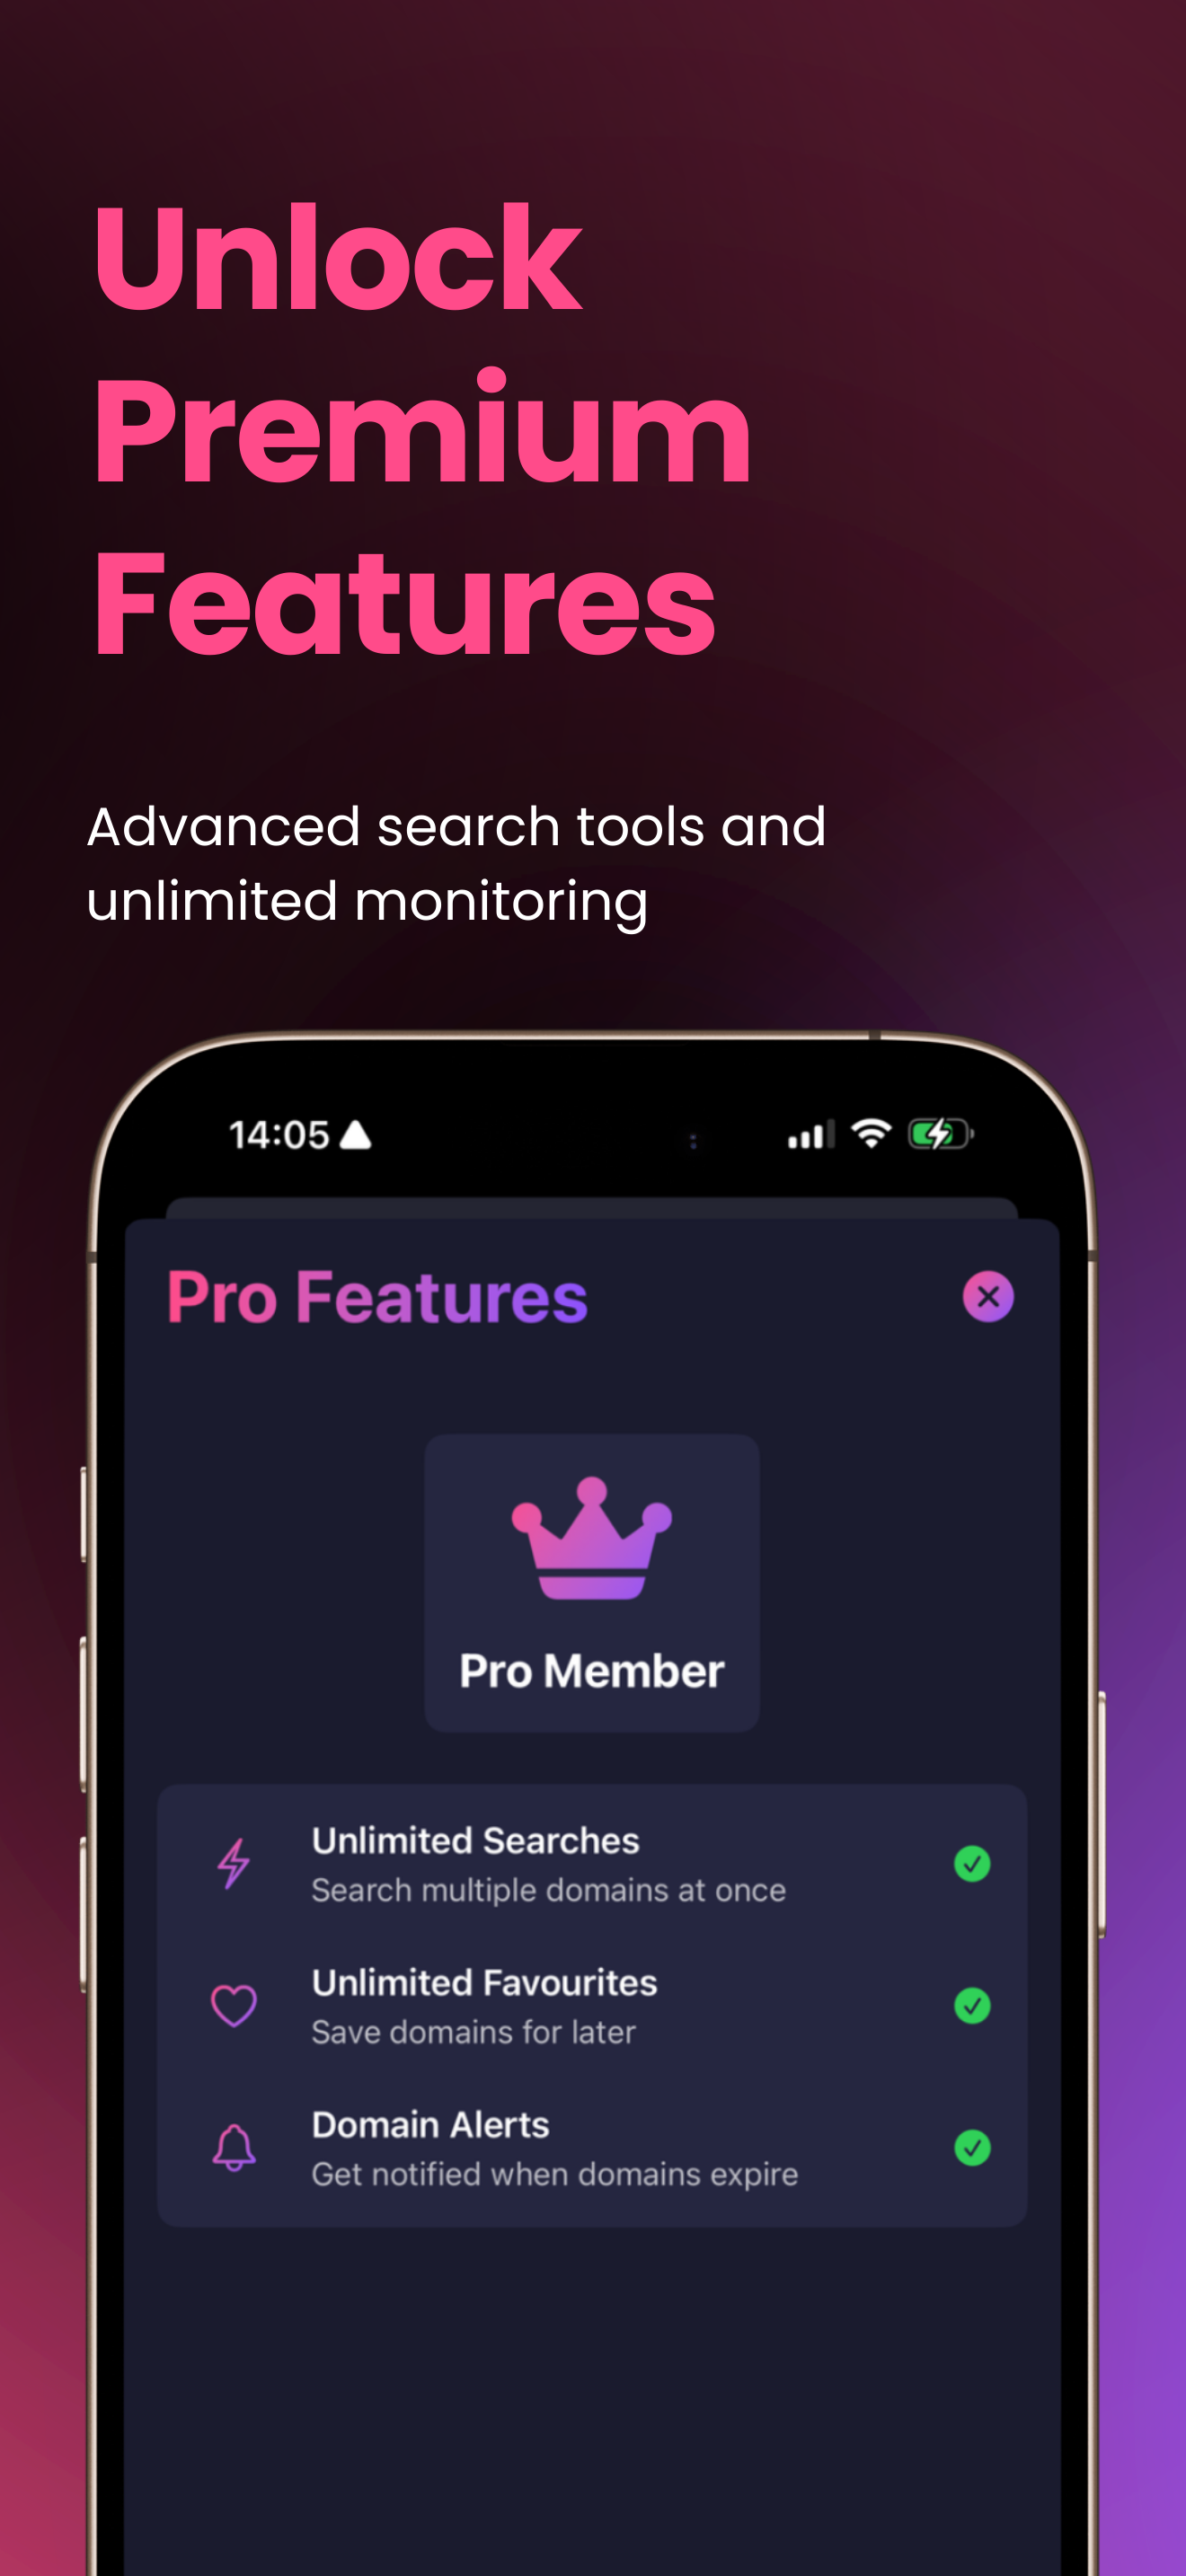 Unlock
Premium
Features
Advanced search tools and
unlimited monitoring
14:05
Pro Features
Pro Member
Unlimited Searches
Search multiple domains at once
Unlimited Favourites
Save domains for later
Domain Alerts
Get notified when domains expire